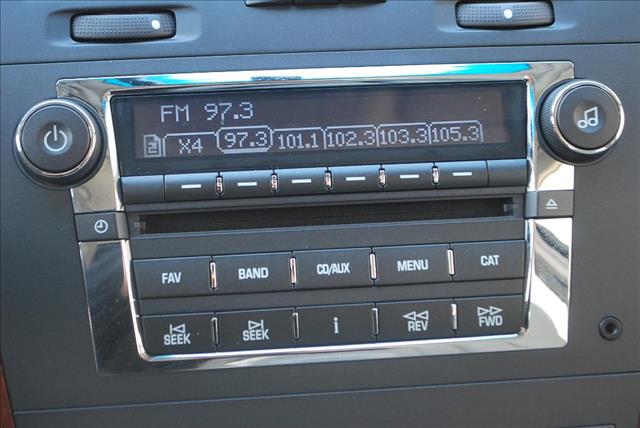 FM 97.3
2 X4 97.3 101.1 102.3 103.3 105.3
FAV BAND CD/AUX MENU CAT
SEEK SEEK i REV FWD